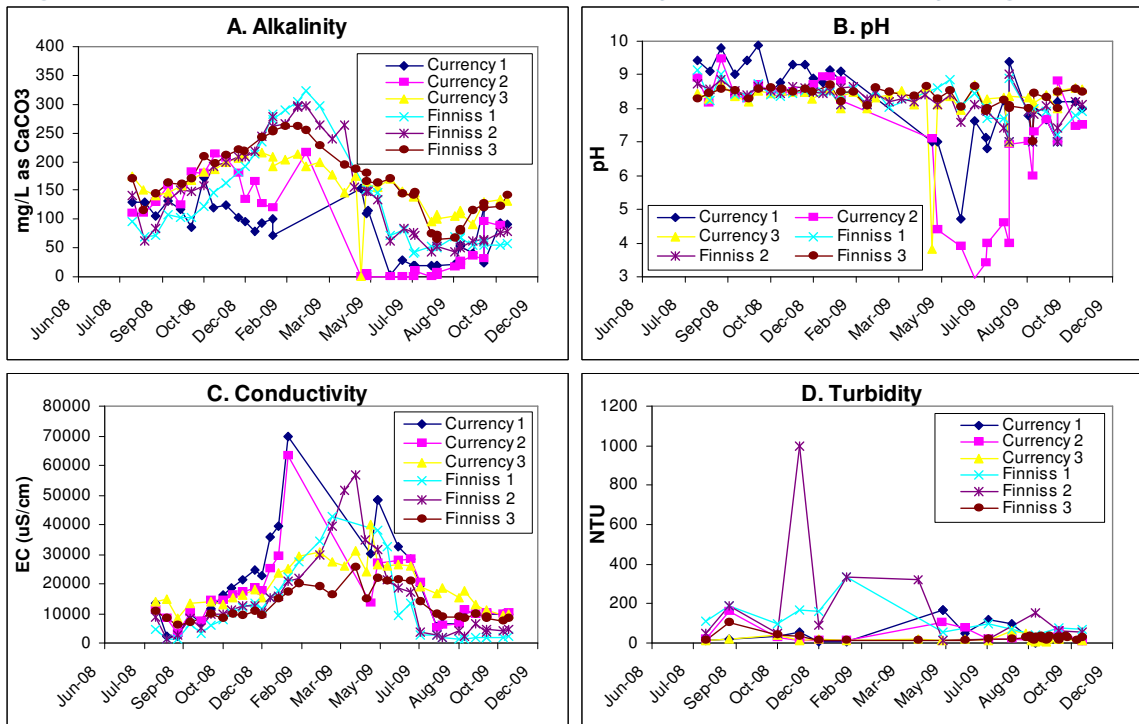 A. Alkalinity
mg/L as CaCO3
400
350
300
250
200
150
100
50
0
Currency 1
Currency 2
Currency 3
Finniss 1
Finniss 2
Finniss 3
Jun-08
Jul-08
Sep-08
Oct-08
Dec-08
Feb-09
Mar-09
May-09
Jul-09
Aug-09
Oct-09
Dec-09
B. pH
pH
10
9
8
7
6
5
4
3
Currency 1
Currency 2
Currency 3
Finniss 1
Finniss 2
Finniss 3
Jun-08
Jul-08
Sep-08
Oct-08
Dec-08
Feb-09
Mar-09
May-09
Jul-09
Aug-09
Oct-09
Dec-09
C. Conductivity
EC (uS/cm)
80000
70000
60000
50000
40000
30000
20000
10000
0
Currency 1
Currency 2
Currency 3
Finniss 1
Finniss 2
Finniss 3
Jun-08
Jul-08
Sep-08
Oct-08
Dec-08
Feb-09
Mar-09
May-09
Jul-09
Aug-09
Oct-09
Dec-09
D. Turbidity
NTU
1200
1000
800
600
400
200
0
Currency 1
Currency 2
Currency 3
Finniss 1
Finniss 2
Finniss 3
Jun-08
Jul-08
Sep-08
Oct-08
Dec-08
Feb-09
Mar-09
May-09
Jul-09
Aug-09
Oct-09
Dec-09